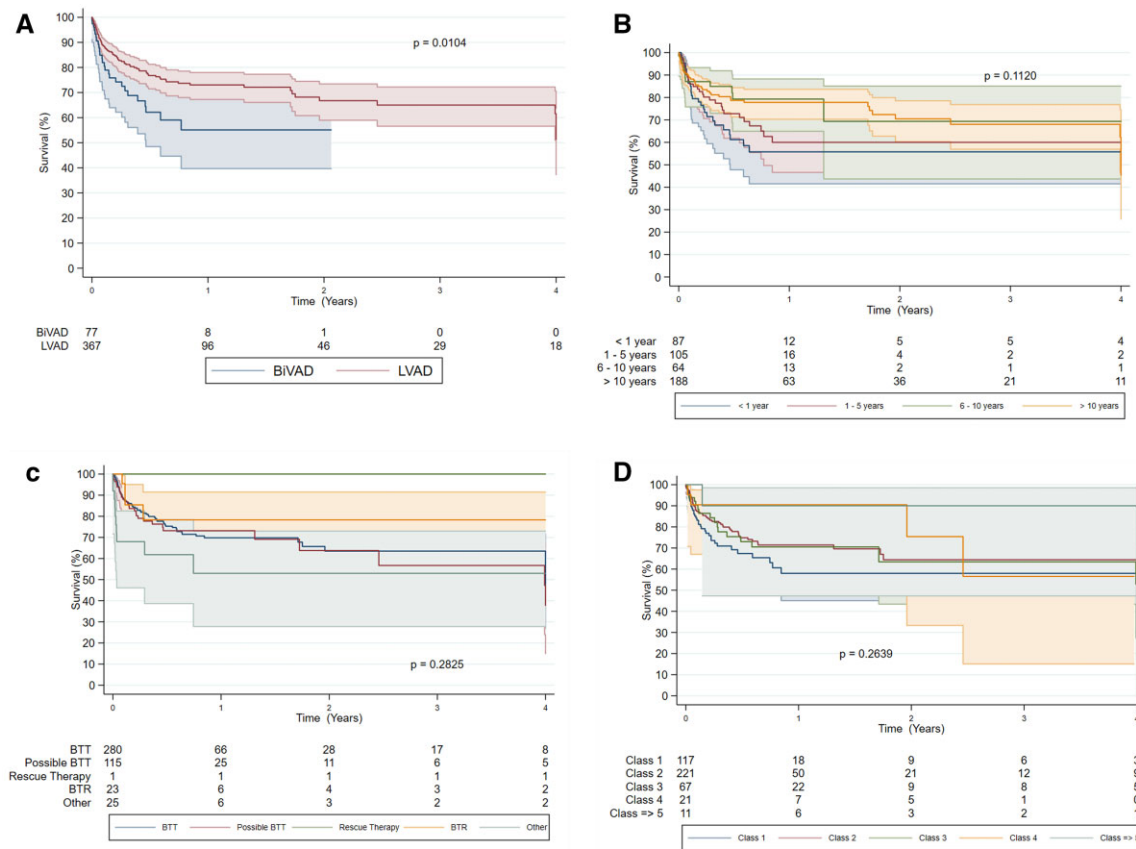 A
100
90
80
70
60
50
40
30
20
10
0
Survival (%)
p = 0.0104
0 1 2 3 4
Time (Years)
BiVAD 77 8 1 0 0
LVAD 367 96 46 29 18
BiVAD LVAD
B
100
90
80
70
60
50
40
30
20
10
0
Survival (%)
p = 0.1120
0 1 2 3 4
Time (Years)
< 1 year 87 12 5 5 4
1 - 5 years 105 16 4 2 2
6 - 10 years 64 13 2 1 1
> 10 years 188 63 36 21 11
< 1 year 1 - 5 years 6 - 10 years > 10 years
C
100
90
80
70
60
50
40
30
20
10
0
Survival (%)
p = 0.2825
0 1 2 3 4
Time (Years)
BTT 280 66 28 17 8
Possible BTT 115 25 11 6 5
Rescue Therapy 1 1 1 1 1
BTR 23 6 4 3 2
Other 25 6 3 2 2
BTT Possible BTT Rescue Therapy BTR Other
D
100
90
80
70
60
50
40
30
20
10
0
Survival (%)
p = 0.2639
0 1 2 3 4
Time (Years)
Class 1 117 18 9 6
Class 2 221 50 21 12
Class 3 67 22 9 8
Class 4 21 7 5 1
Class => 5 11 6 3 2
Class 1 Class 2 Class 3 Class 4 Class =>